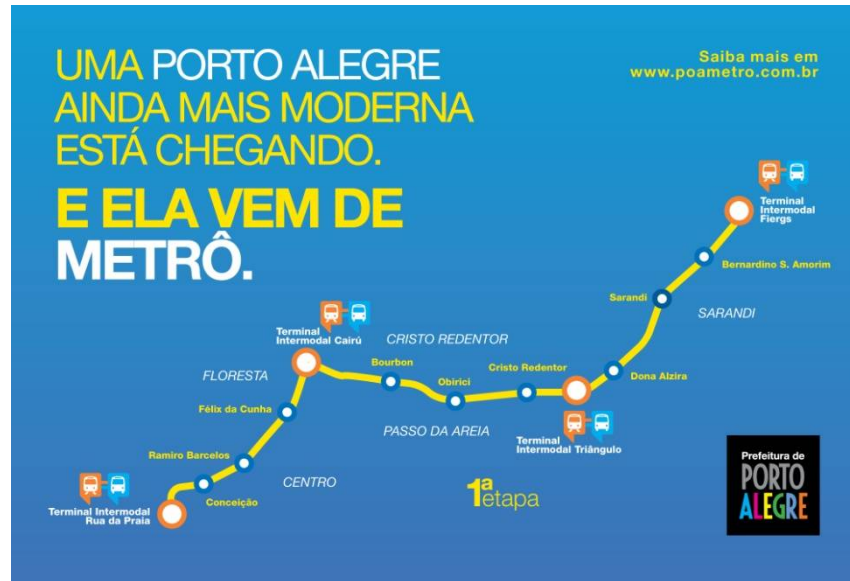 UMA PORTO ALEGRE
AINDA MAIS MODERNA
ESTÁ CHEGANDO.
E ELA VEM DE
METRÔ.
Saiba mais em
www.poametro.com.br
Terminal
Intermodal
Fiergs
Bernardino S. Amorim
Sarandi
SARANDI
Terminal
Intermodal Cairú
CRISTO REDENTOR
FLORESTA
Bourbon
Obirici
Cristo Redentor
Dona Alzira
Félix da Cunha
PASSO DA AREIA
Terminal
Intermodal Triângulo
Ramiro Barcelos
CENTRO
Conceição
Terminal Intermodal
Rua da Praia
1ª
etapa
Prefeitura de
PORTO
ALEGRE